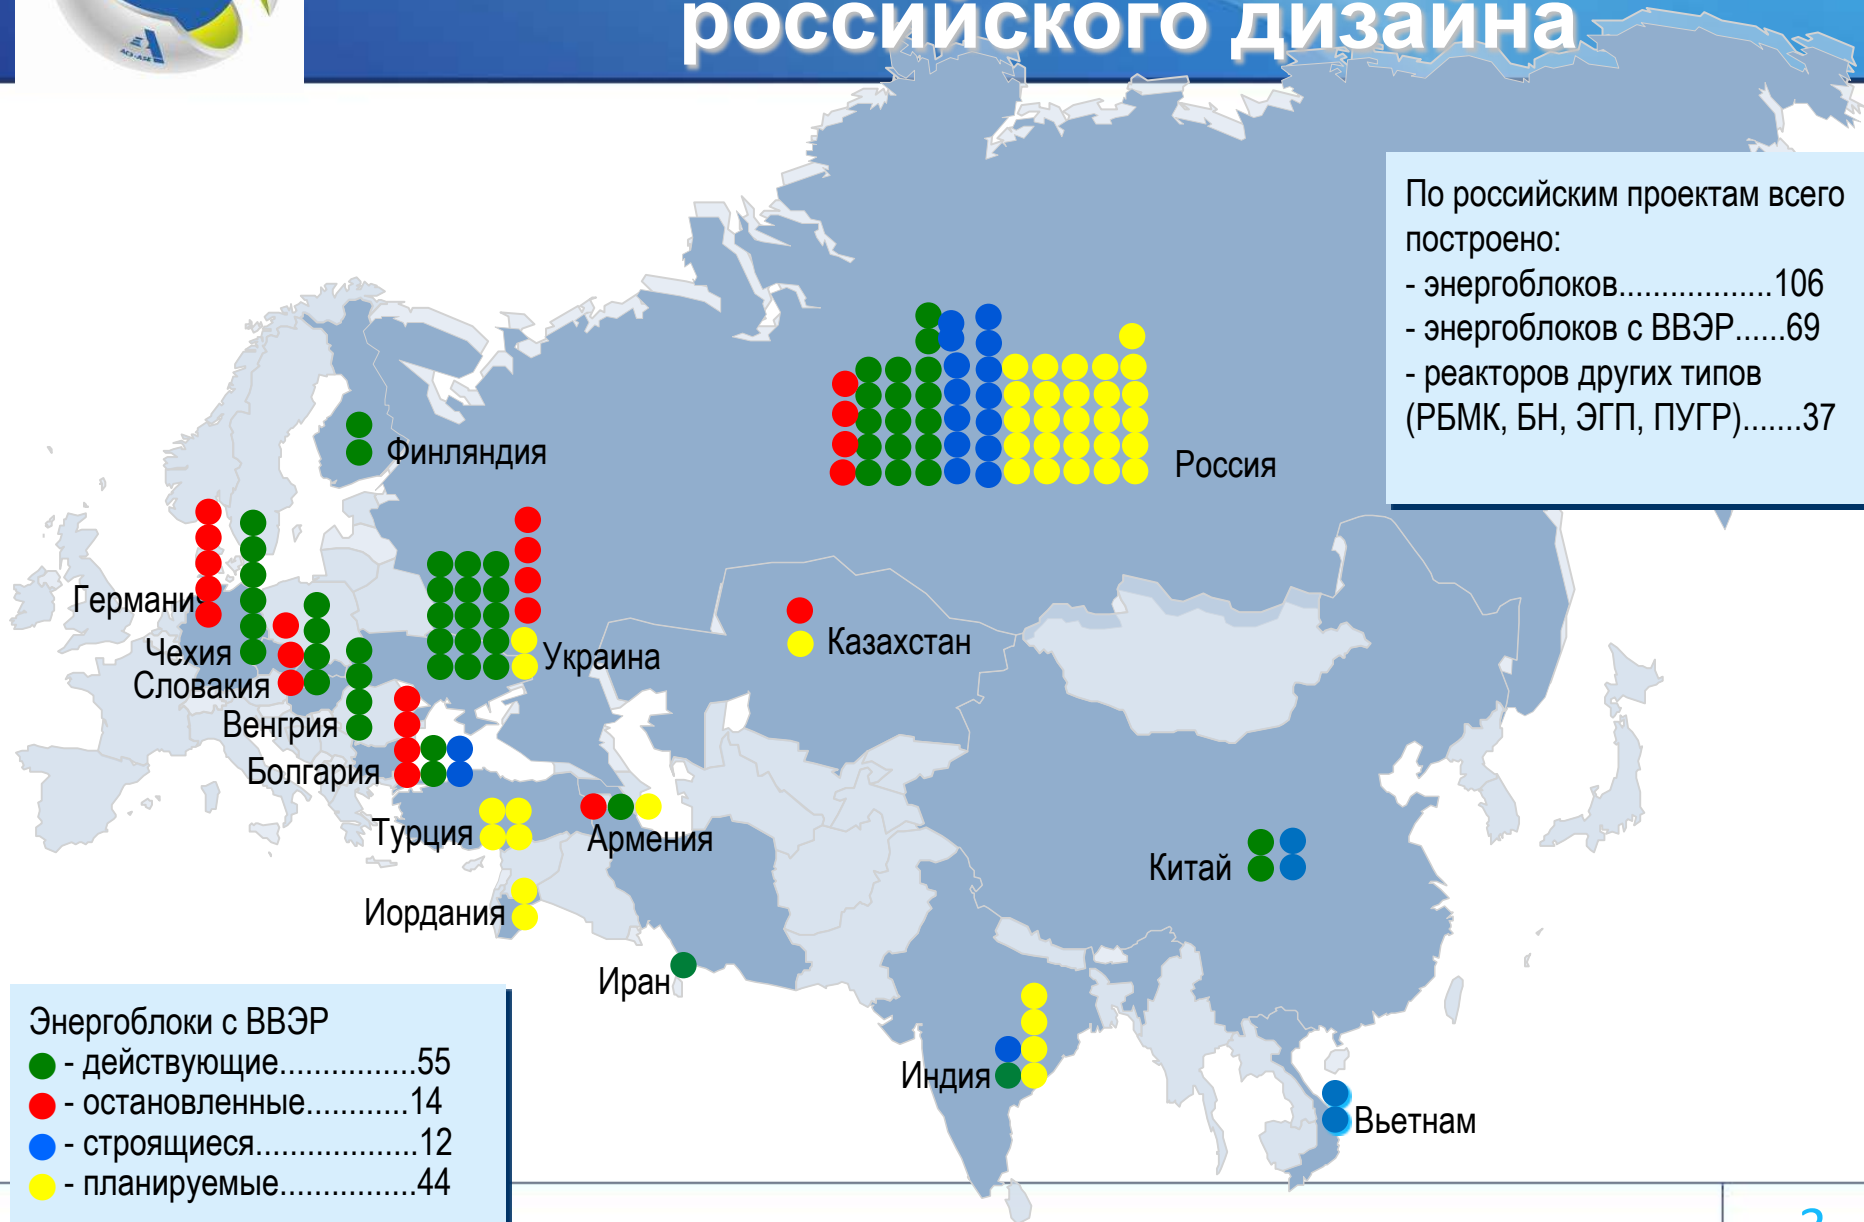 российского дизайна
АСЭ-ASE
По российским проектам всего
построено:
- энергоблоков..................106
- энергоблоков с ВВЭР......69
- реакторов других типов
(РБМК, БН, ЭГП, ПУГР).......37
Финляндия
Россия
Германия
Чехия
Словакия
Украина
Казахстан
Венгрия
Болгария
Турция
Армения
Китай
Иордания
Иран
Индия
Вьетнам
Энергоблоки с ВВЭР
- действующие................55
- остановленные............14
- строящиеся...................12
- планируемые................44